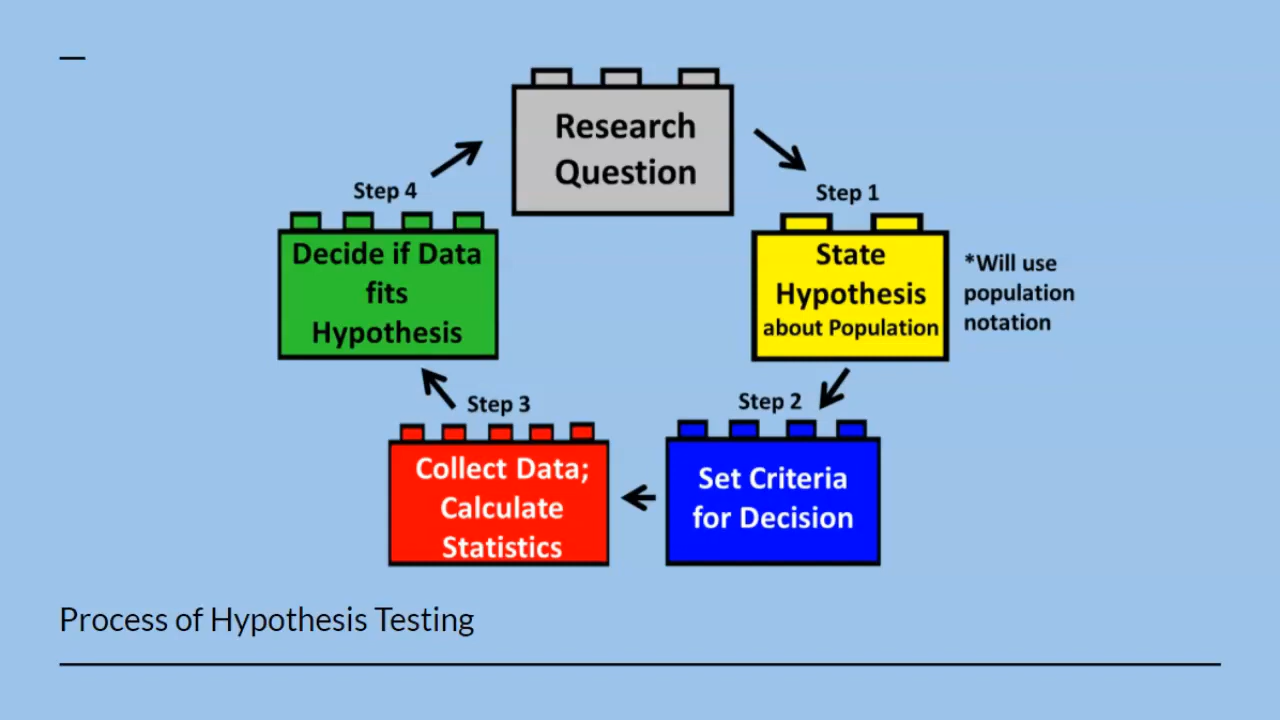 Research
Question
Step 1
State
Hypothesis
about Population
*Will use
population
notation
Step 2
Set Criteria
for Decision
Step 3
Collect Data;
Calculate
Statistics
Step 4
Decide if Data
fits
Hypothesis
Process of Hypothesis Testing